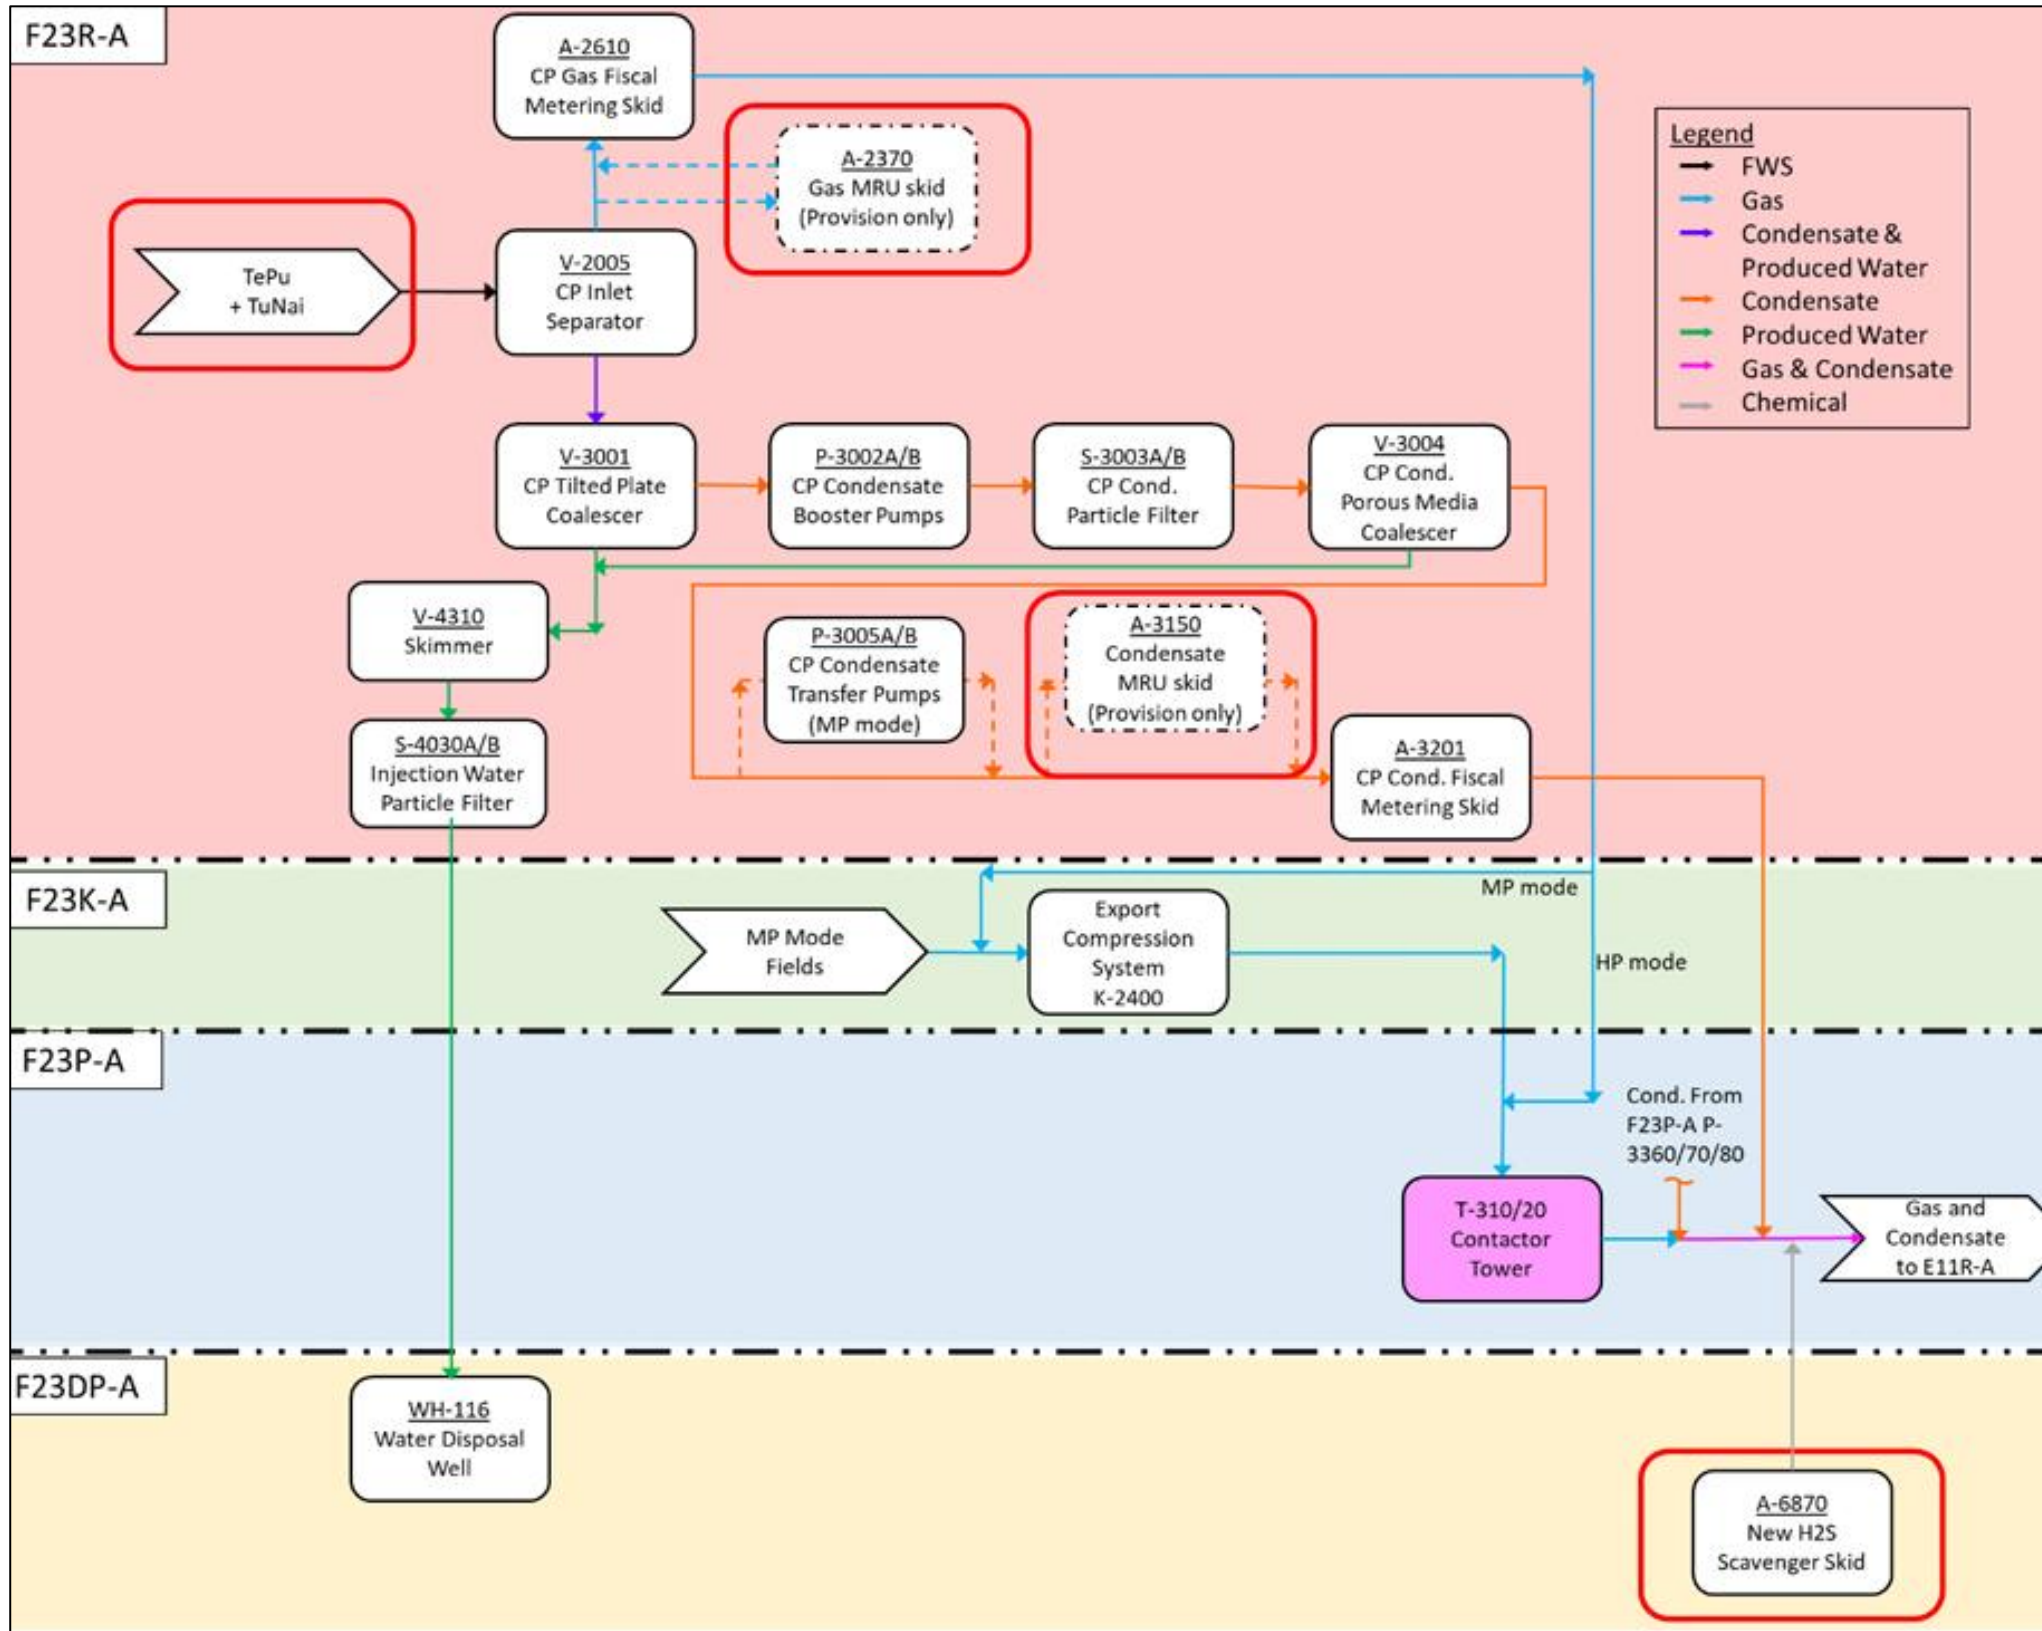 F23R-A
A-2610
CP Gas Fiscal
Metering Skid
A-2370
Gas MRU skid
(Provision only)
Legend
FWS
Gas
Condensate &
Produced Water
Condensate
Produced Water
Gas & Condensate
Chemical
TePu
+ TuNai
V-2005
CP Inlet
Separator
V-3001
CP Tilted Plate
Coalescer
P-3002A/B
CP Condensate
Booster Pumps
S-3003A/B
CP Cond.
Particle Filter
V-3004
CP Cond.
Porous Media
Coalescer
V-4310
Skimmer
P-3005A/B
CP Condensate
Transfer Pumps
(MP mode)
A-3150
Condensate
MRU skid
(Provision only)
S-4030A/B
Injection Water
Particle Filter
A-3201
CP Cond. Fiscal
Metering Skid
F23K-A
MP mode
MP Mode
Fields
Export
Compression
System
K-2400
HP mode
F23P-A
Cond. From
F23P-A P-
3360/70/80
T-310/20
Contactor
Tower
Gas and
Condensate
to E11R-A
F23DP-A
WH-116
Water Disposal
Well
A-6870
New H2S
Scavenger Skid